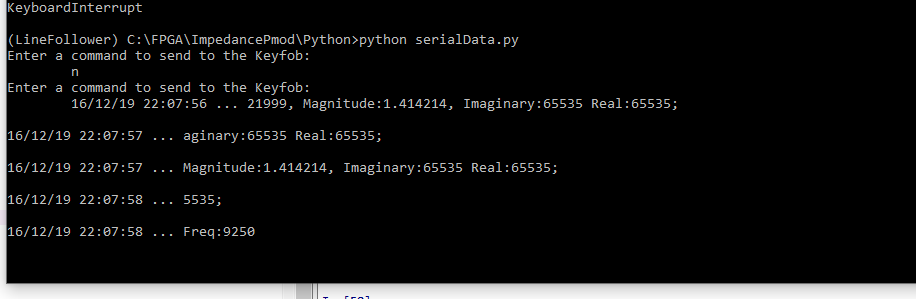 KeyboardInterrupt
(LineFollower) C:\FPGA\ImpedancePmod\Python>python serialData.py
Enter a command to send to the Keyfob:
n
Enter a command to send to the Keyfob:
16/12/19 22:07:56 ... 21999, Magnitude:1.414214, Imaginary:65535 Real:65535;
16/12/19 22:07:57 ... aginary:65535 Real:65535;
16/12/19 22:07:57 ... Magnitude:1.414214, Imaginary:65535 Real:65535;
16/12/19 22:07:58 ... 5535;
16/12/19 22:07:58 ... Freq:9250